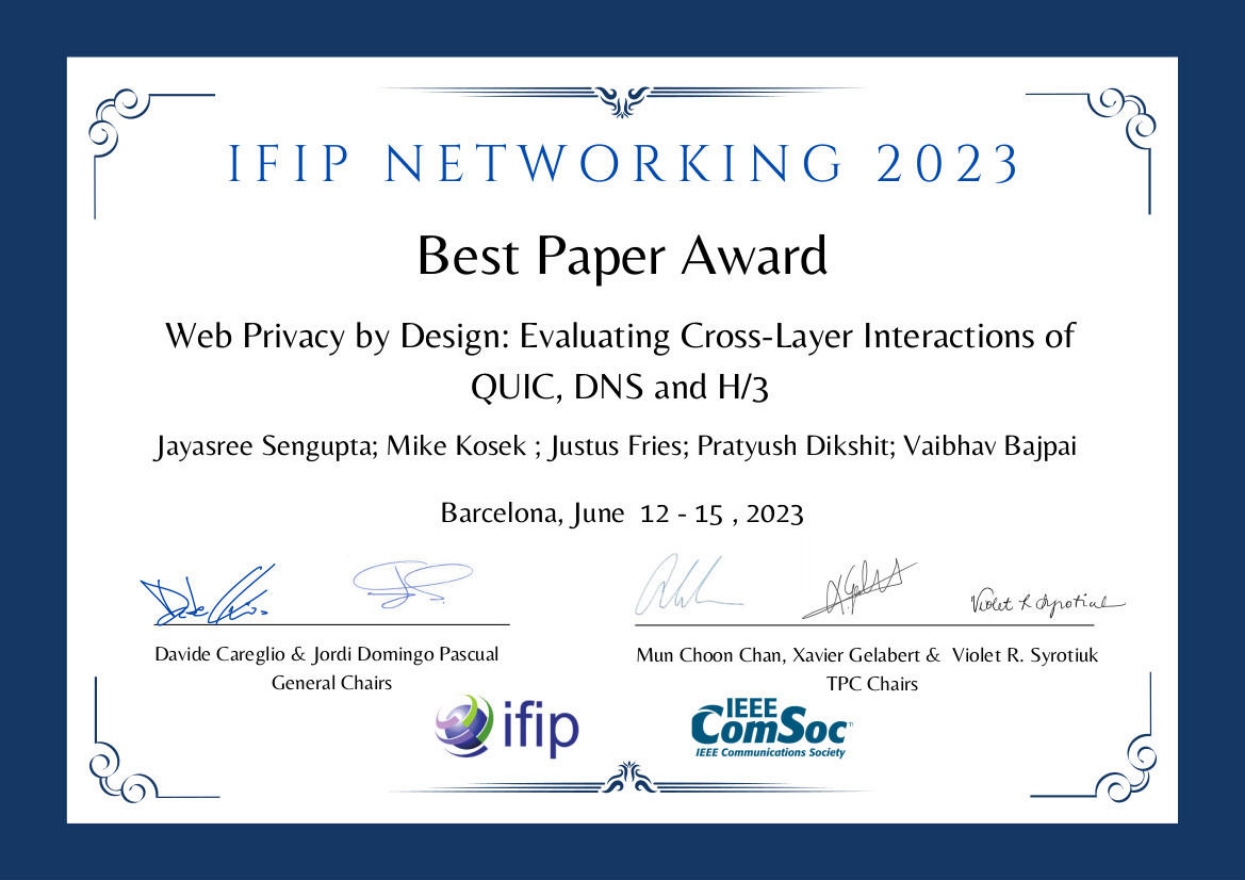 IFIP NETWORKING 2023
Best Paper Award
Web Privacy by Design: Evaluating Cross-Layer Interactions of
QUIC, DNS and H/3
Jayasree Sengupta; Mike Kosek ; Justus Fries; Pratyush Dikshit; Vaibhav Bajpai
Barcelona, June 12 - 15 , 2023
Violet R Syrotiuk
Davide Careglio & Jordi Domingo Pascual
General Chairs
Mun Choon Chan, Xavier Gelabert & Violet R. Syrotiuk
TPC Chairs
ifip
IEEE
ComSoc™
IEEE Communications Society